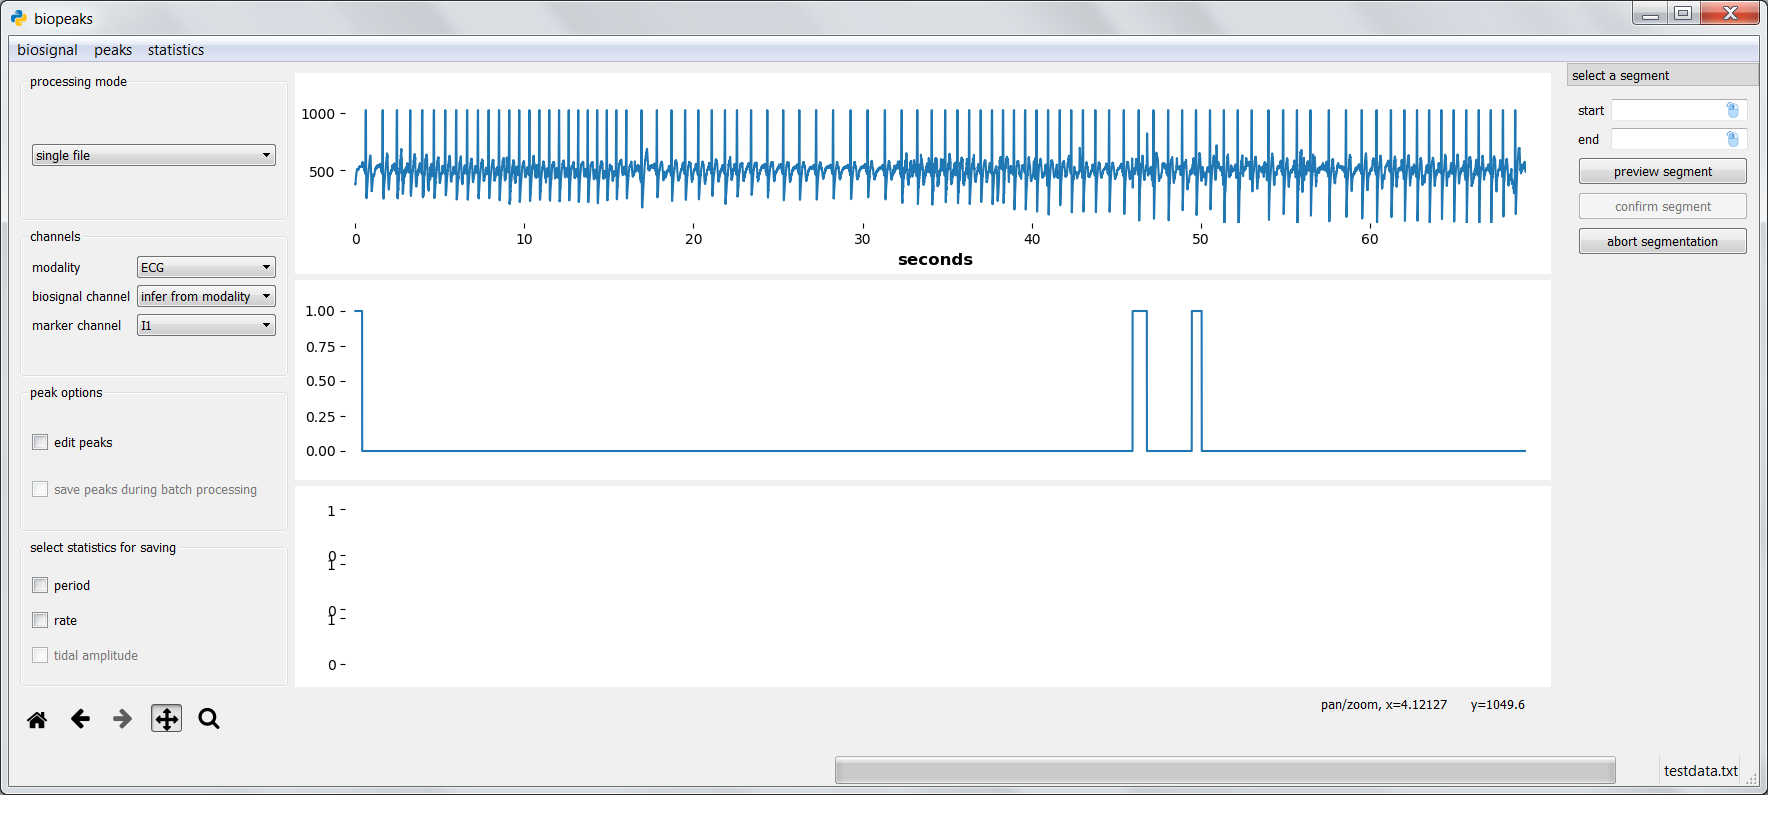 biopeaks
biosignal peaks statistics
processing mode
single file
channels
modality ECG
biosignal channel infer from modality
marker channel I1
peak options
edit peaks
save peaks during batch processing
select statistics for saving
period
rate
tidal amplitude
1000
500
0 10 20 30 40 50 60
seconds
1.00
0.75
0.50
0.25
0.00
1
0
1
0
1
0
pan/zoom, x=4.12127 y=1049.6
select a segment
start
end
preview segment
confirm segment
abort segmentation
testdata.txt